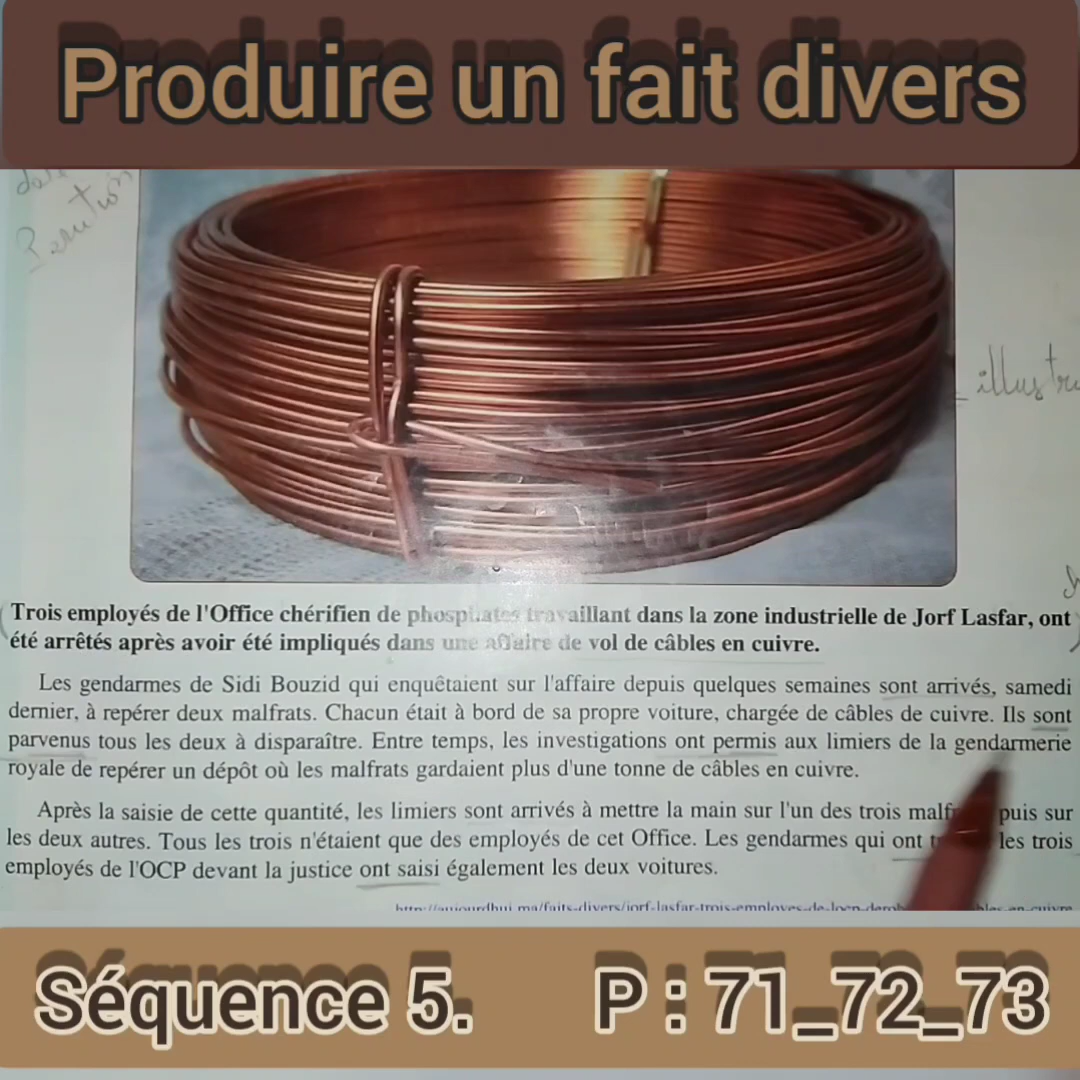 Produire un fait divers
illustr
Trois employés de l'Office chérifien de phosphates travaillant dans la zone industrielle de Jorf Lasfar, ont
été arrêtés après avoir été impliqués dans une affaire de vol de câbles en cuivre.
Les gendarmes de Sidi Bouzid qui enquêtaient sur l'affaire depuis quelques semaines sont arrivés, samedi
dernier, à repérer deux malfrats. Chacun était à bord de sa propre voiture, chargée de câbles de cuivre. Ils sont
parvenus tous les deux à disparaître. Entre temps, les investigations ont permis aux limiers de la gendarmerie
royale de repérer un dépôt où les malfrats gardaient plus d'une tonne de câbles en cuivre.
Après la saisie de cette quantité, les limiers sont arrivés à mettre la main sur l'un des trois puis sur
les deux autres. Tous les trois n'étaient que des employés de cet Office. Les gendarmes qui ont les trois
employés de l'OCP devant la justice ont saisi également les deux voitures.
Séquence 5. P : 71_72_73